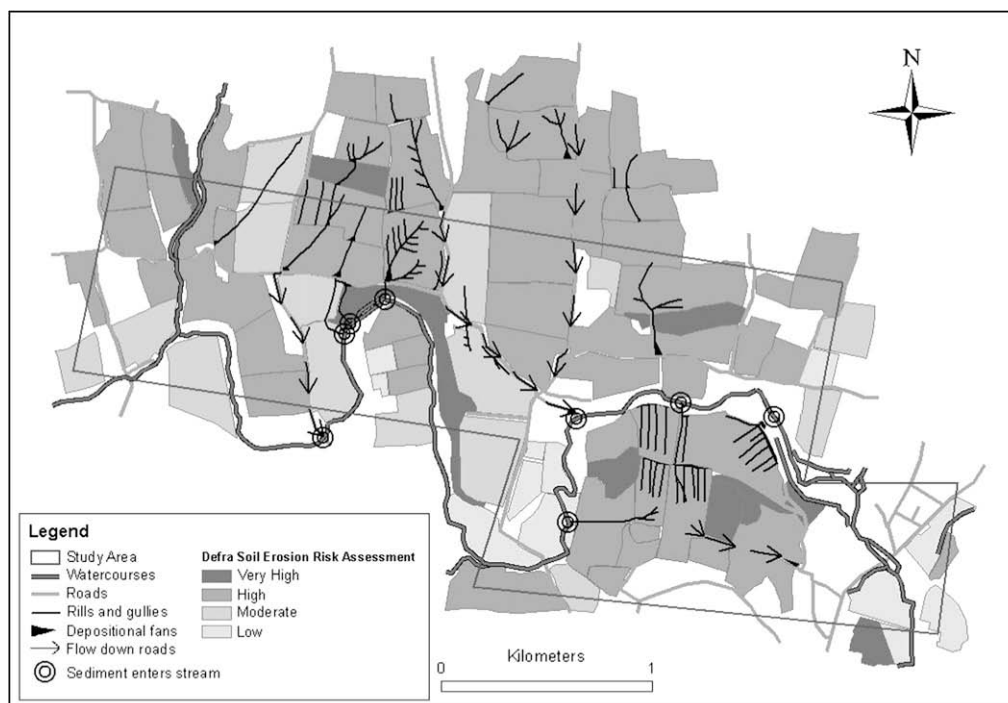 N
Legend
Study Area
Watercourses
Roads
Rills and gullies
Depositional fans
Flow down roads
Sediment enters stream
Defra Soil Erosion Risk Assessment
Very High
High
Moderate
Low
Kilometers
0 1